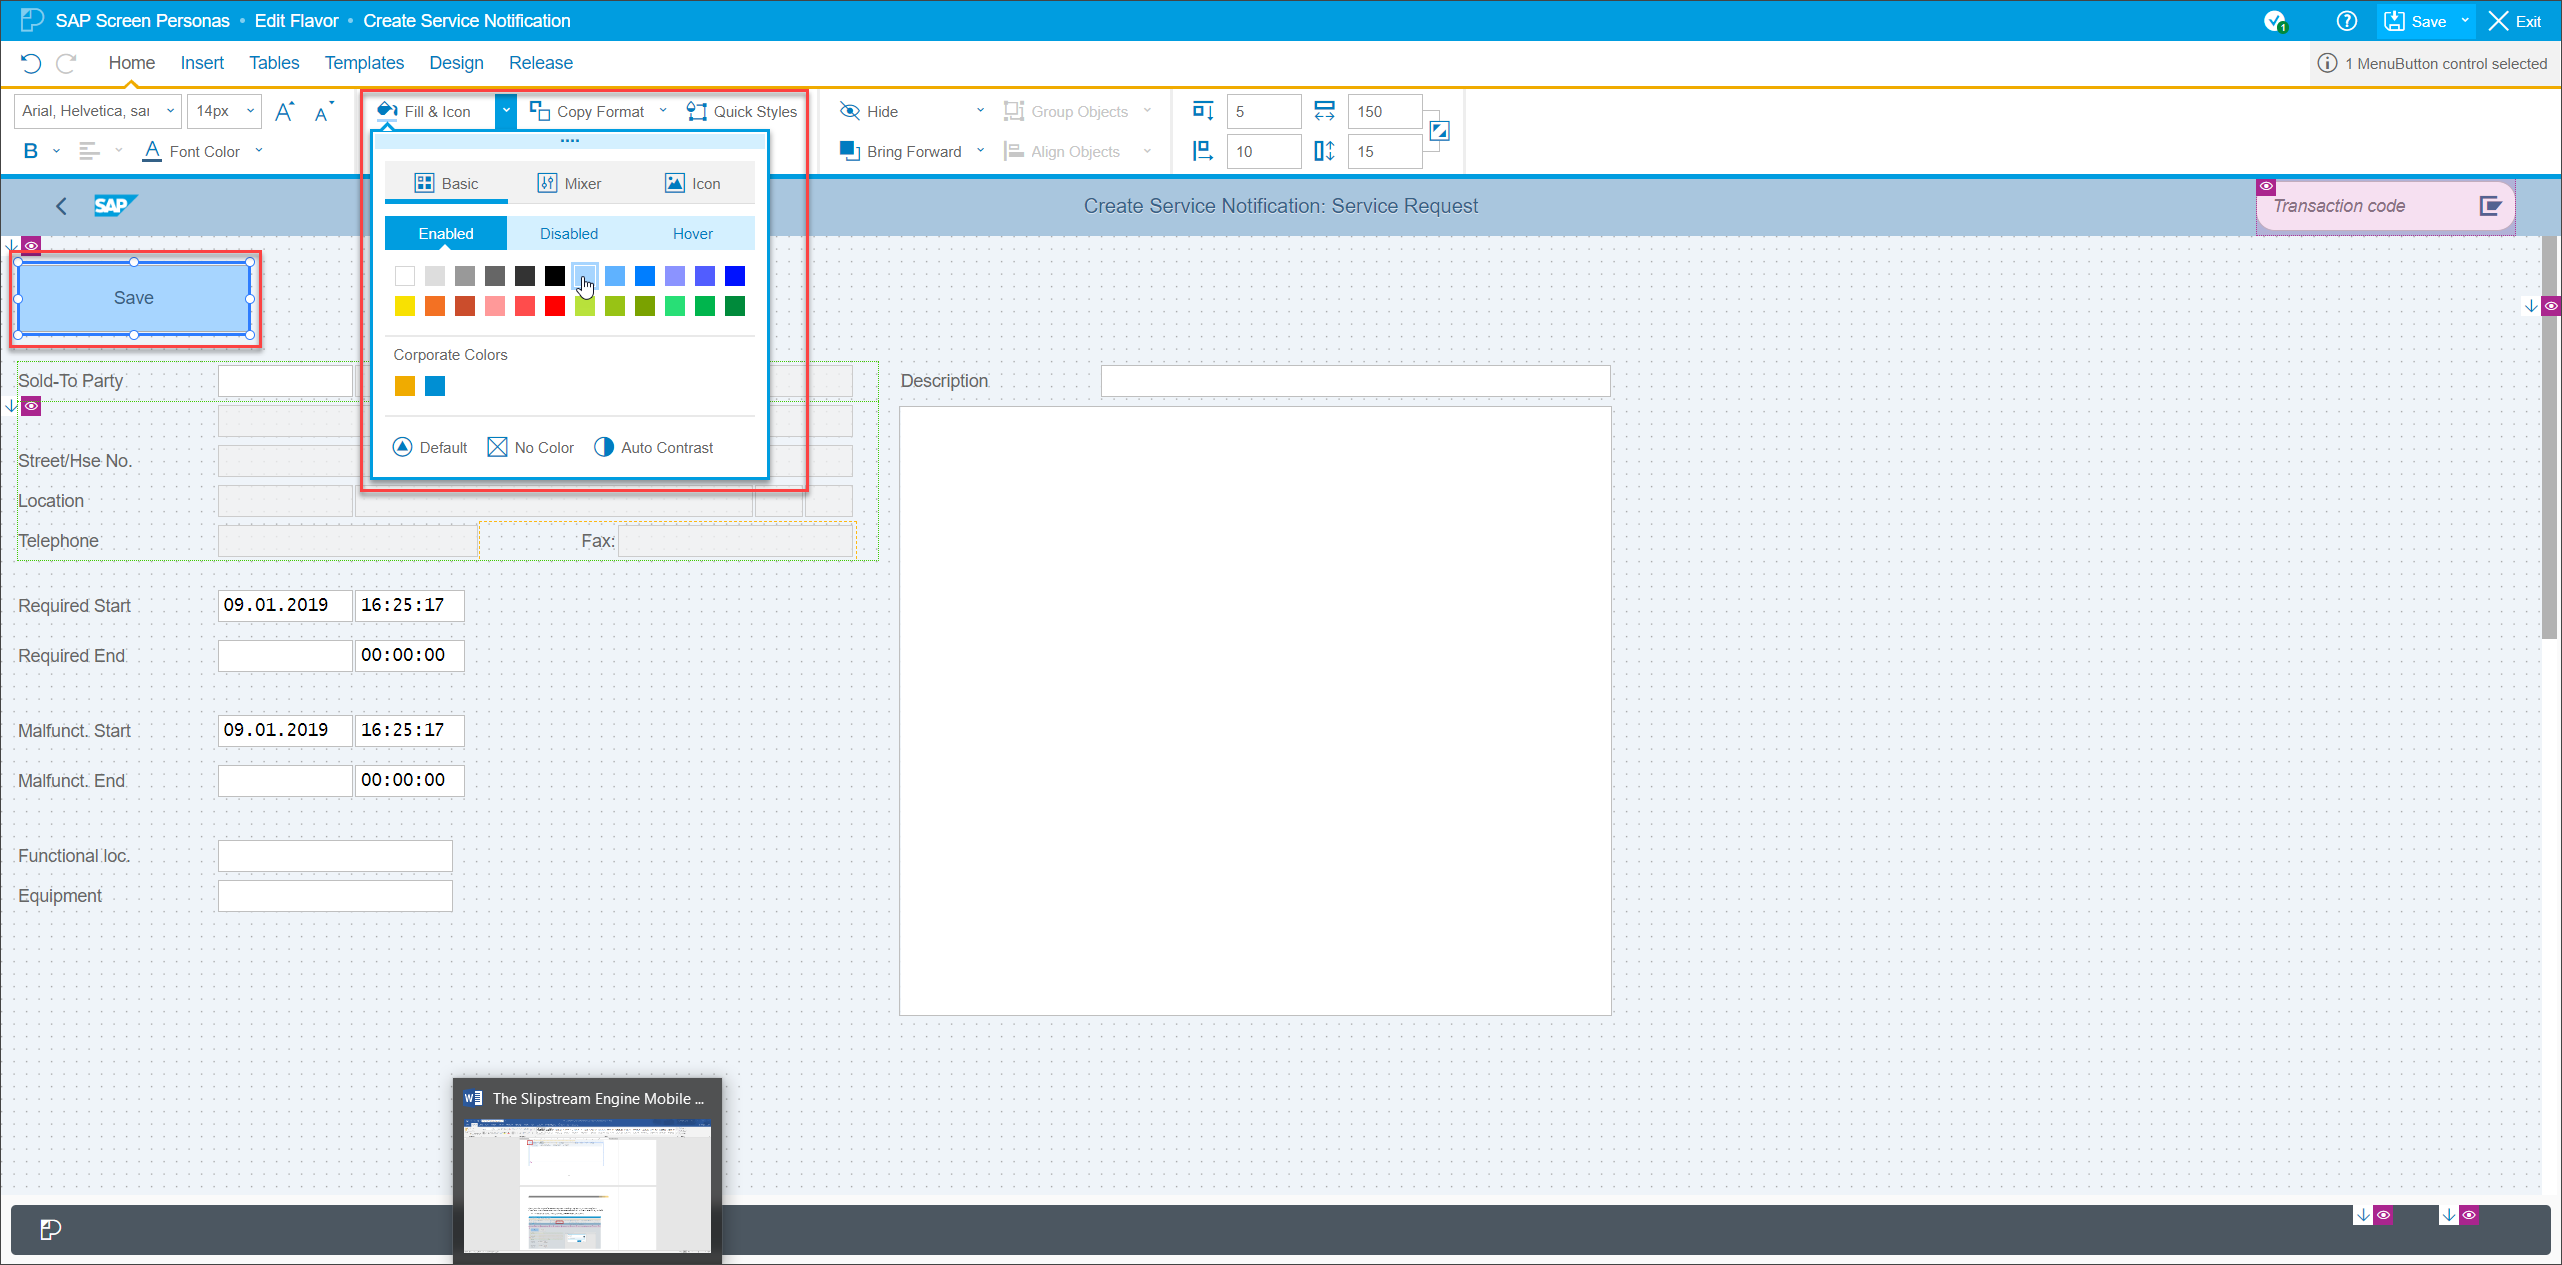 SAP Screen Personas • Edit Flavor • Create Service Notification
1
Save
Exit
Home Insert Tables Templates Design Release
1 MenuButton control selected
Arial, Helvetica, sai
14px
A A
Fill & Icon
Copy Format
Quick Styles
Hide
Group Objects
5
150
B
A Font Color
Bring Forward
Align Objects
10
15
Basic
Mixer
Icon
SAP
Create Service Notification: Service Request
Transaction code
Enabled
Disabled
Hover
Save
Corporate Colors
Default
No Color
Auto Contrast
Sold-To Party
Description
Street/Hse No.
Location
Telephone
Fax:
Required Start
09.01.2019
16:25:17
Required End
00:00:00
Malfunct. Start
09.01.2019
16:25:17
Malfunct. End
00:00:00
Functional loc.
Equipment
The Slipstream Engine Mobile ...